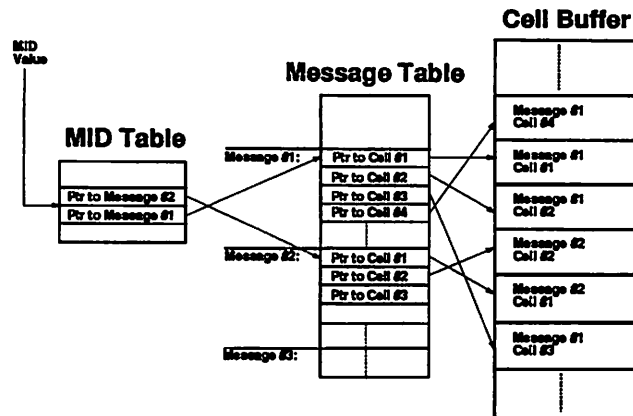 Cell Buffer
MID
Value
Message Table
MID Table
Message #1
Cell #4
Message #1:
Ptr to Cell #1
Message #1
Cell #1
Ptr to Cell #2
Ptr to Message #2
Ptr to Cell #3
Message #1
Cell #2
Ptr to Message #1
Ptr to Cell #4
Message #2
Cell #2
Message #2:
Ptr to Cell #1
Ptr to Cell #2
Message #2
Cell #1
Ptr to Cell #3
Message #1
Cell #3
Message #3: